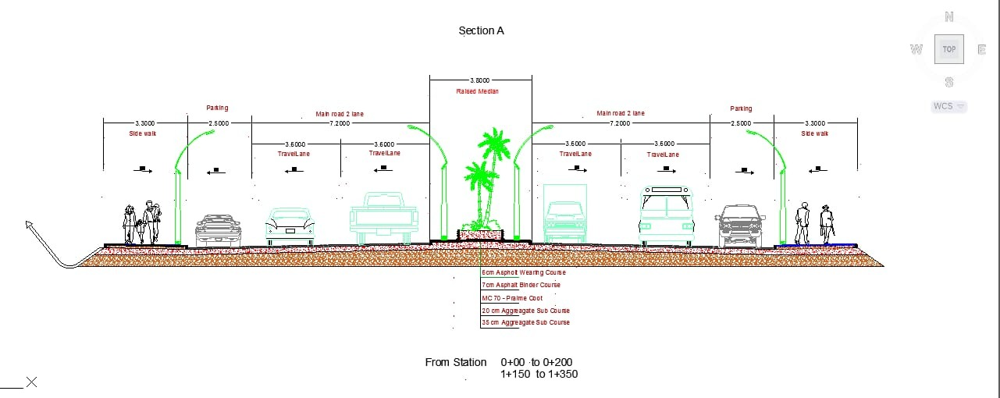 Section A
N
W TOP E
S
WCS
3.8000
Raised Median
Parking
Main road 2 lane
Main road 2 lane
Parking
3.3000
2.5000
7.2000
7.2000
2.5000
3.3000
Side walk
Side walk
3.6000
3.6000
3.6000
3.6000
TravelLane
TravelLane
TravelLane
TravelLane
6cm Aspholt Wearing Course
7cm Asphalt Binder Course
MC 70 - Praime Coot
20 cm Aggreagate Sub Course
35 cm Aggreagate Sub Course
From Station 0+00 to 0+200
1+150 to 1+350